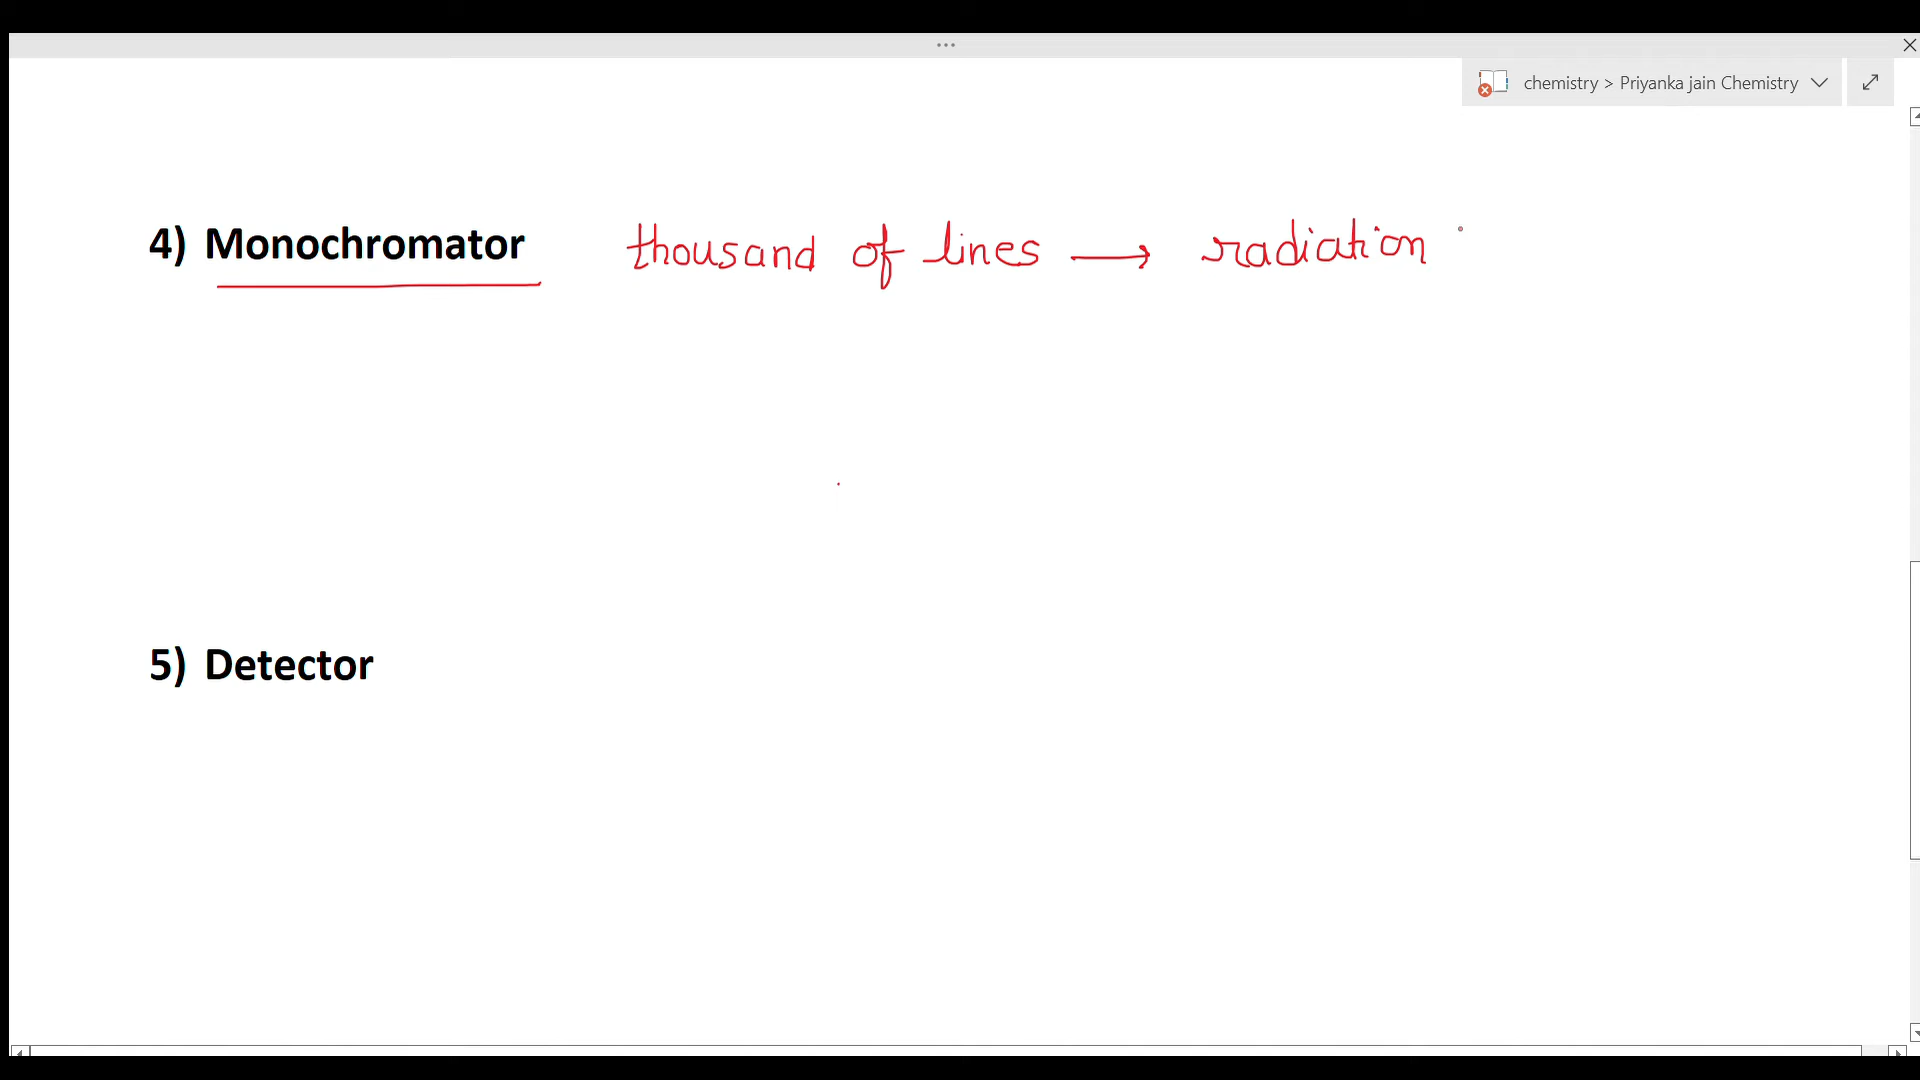 chemistry > Priyanka jain Chemistry
4) Monochromator thousand of lines → radiation
5) Detector